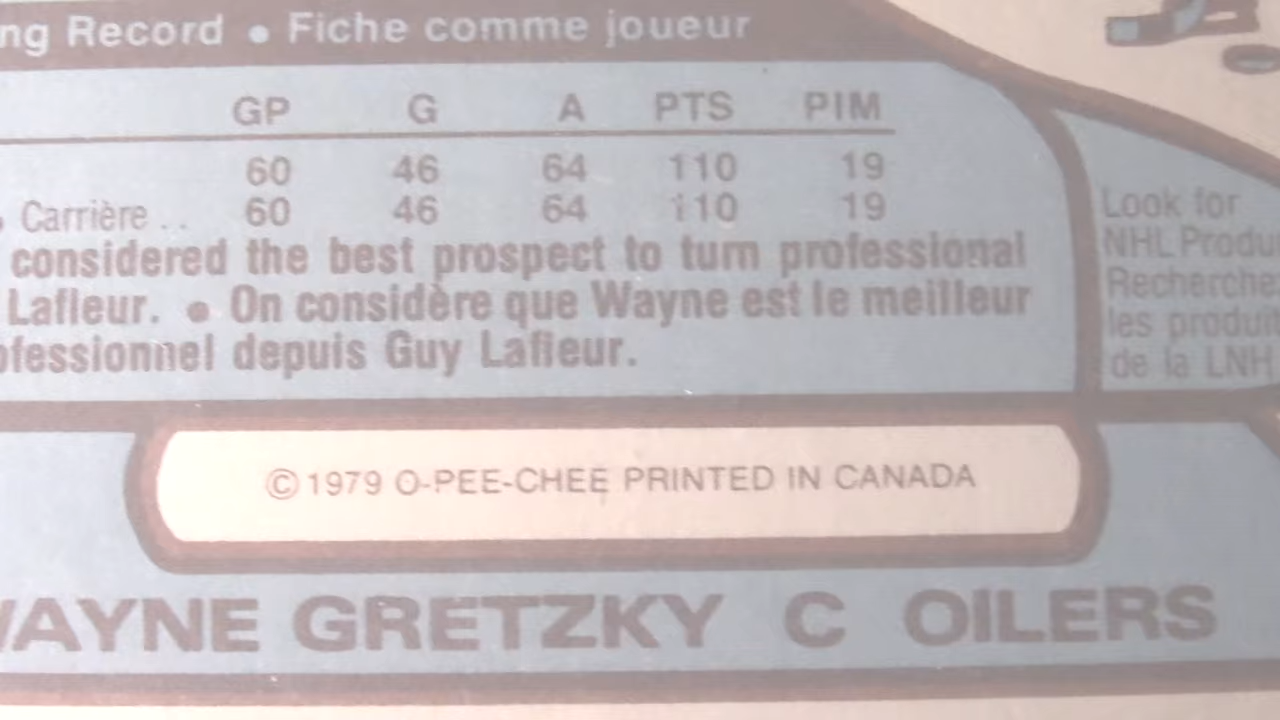 ng Record • Fiche comme joueur
GP G A PTS PIM
60 46 64 110 19
Carrière .. 60 46 64 110 19
considered the best prospect to turn professional
Lafleur. • On considère que Wayne est le meilleur
ofessionnel depuis Guy Lafleur.
Look for
NHL Produ
Recherche
les produit
de la LNH
© 1979 O-PEE-CHEE PRINTED IN CANADA
WAYNE GRETZKY C OILERS